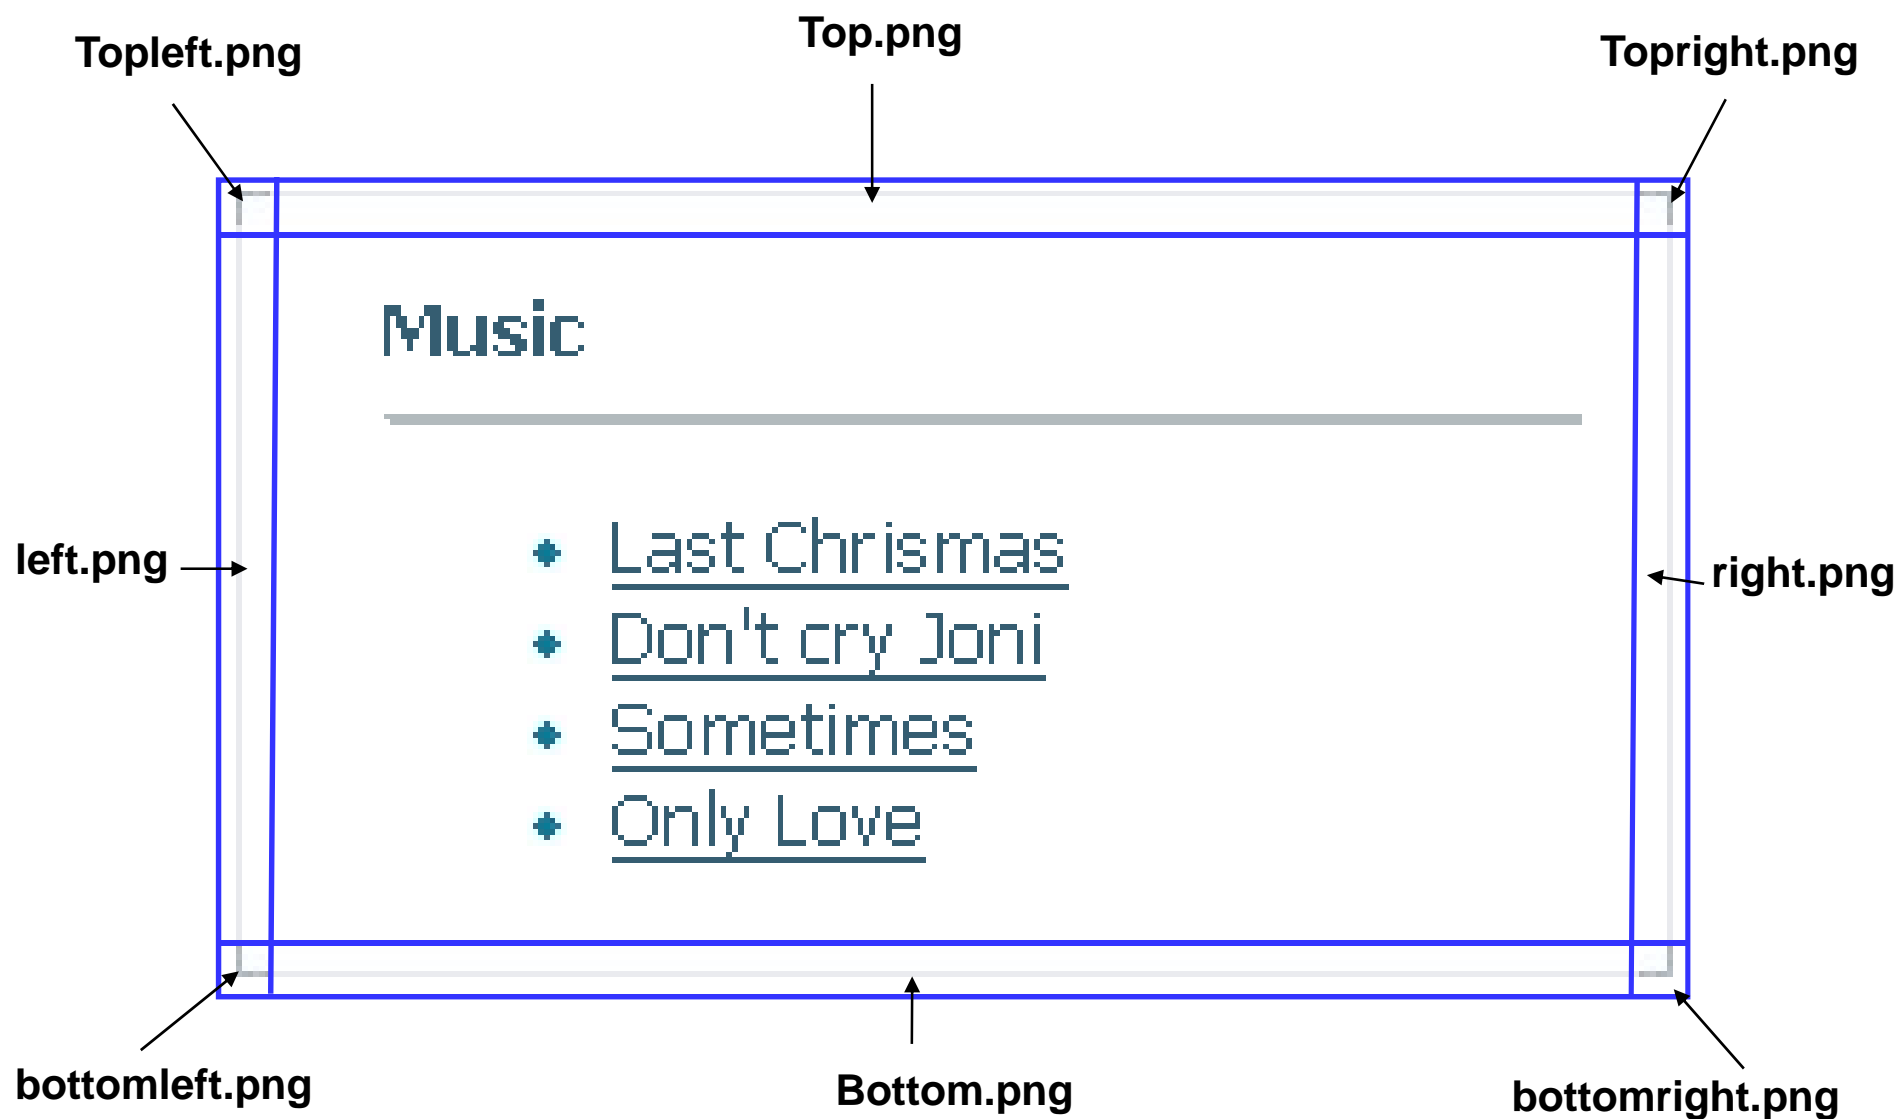 Top.png
Topleft.png
Topright.png
Music
Last Chrismas
left.png
right.png
Don't cry Joni
Sometimes
Only Love
bottomleft.png
Bottom.png
bottomright.png